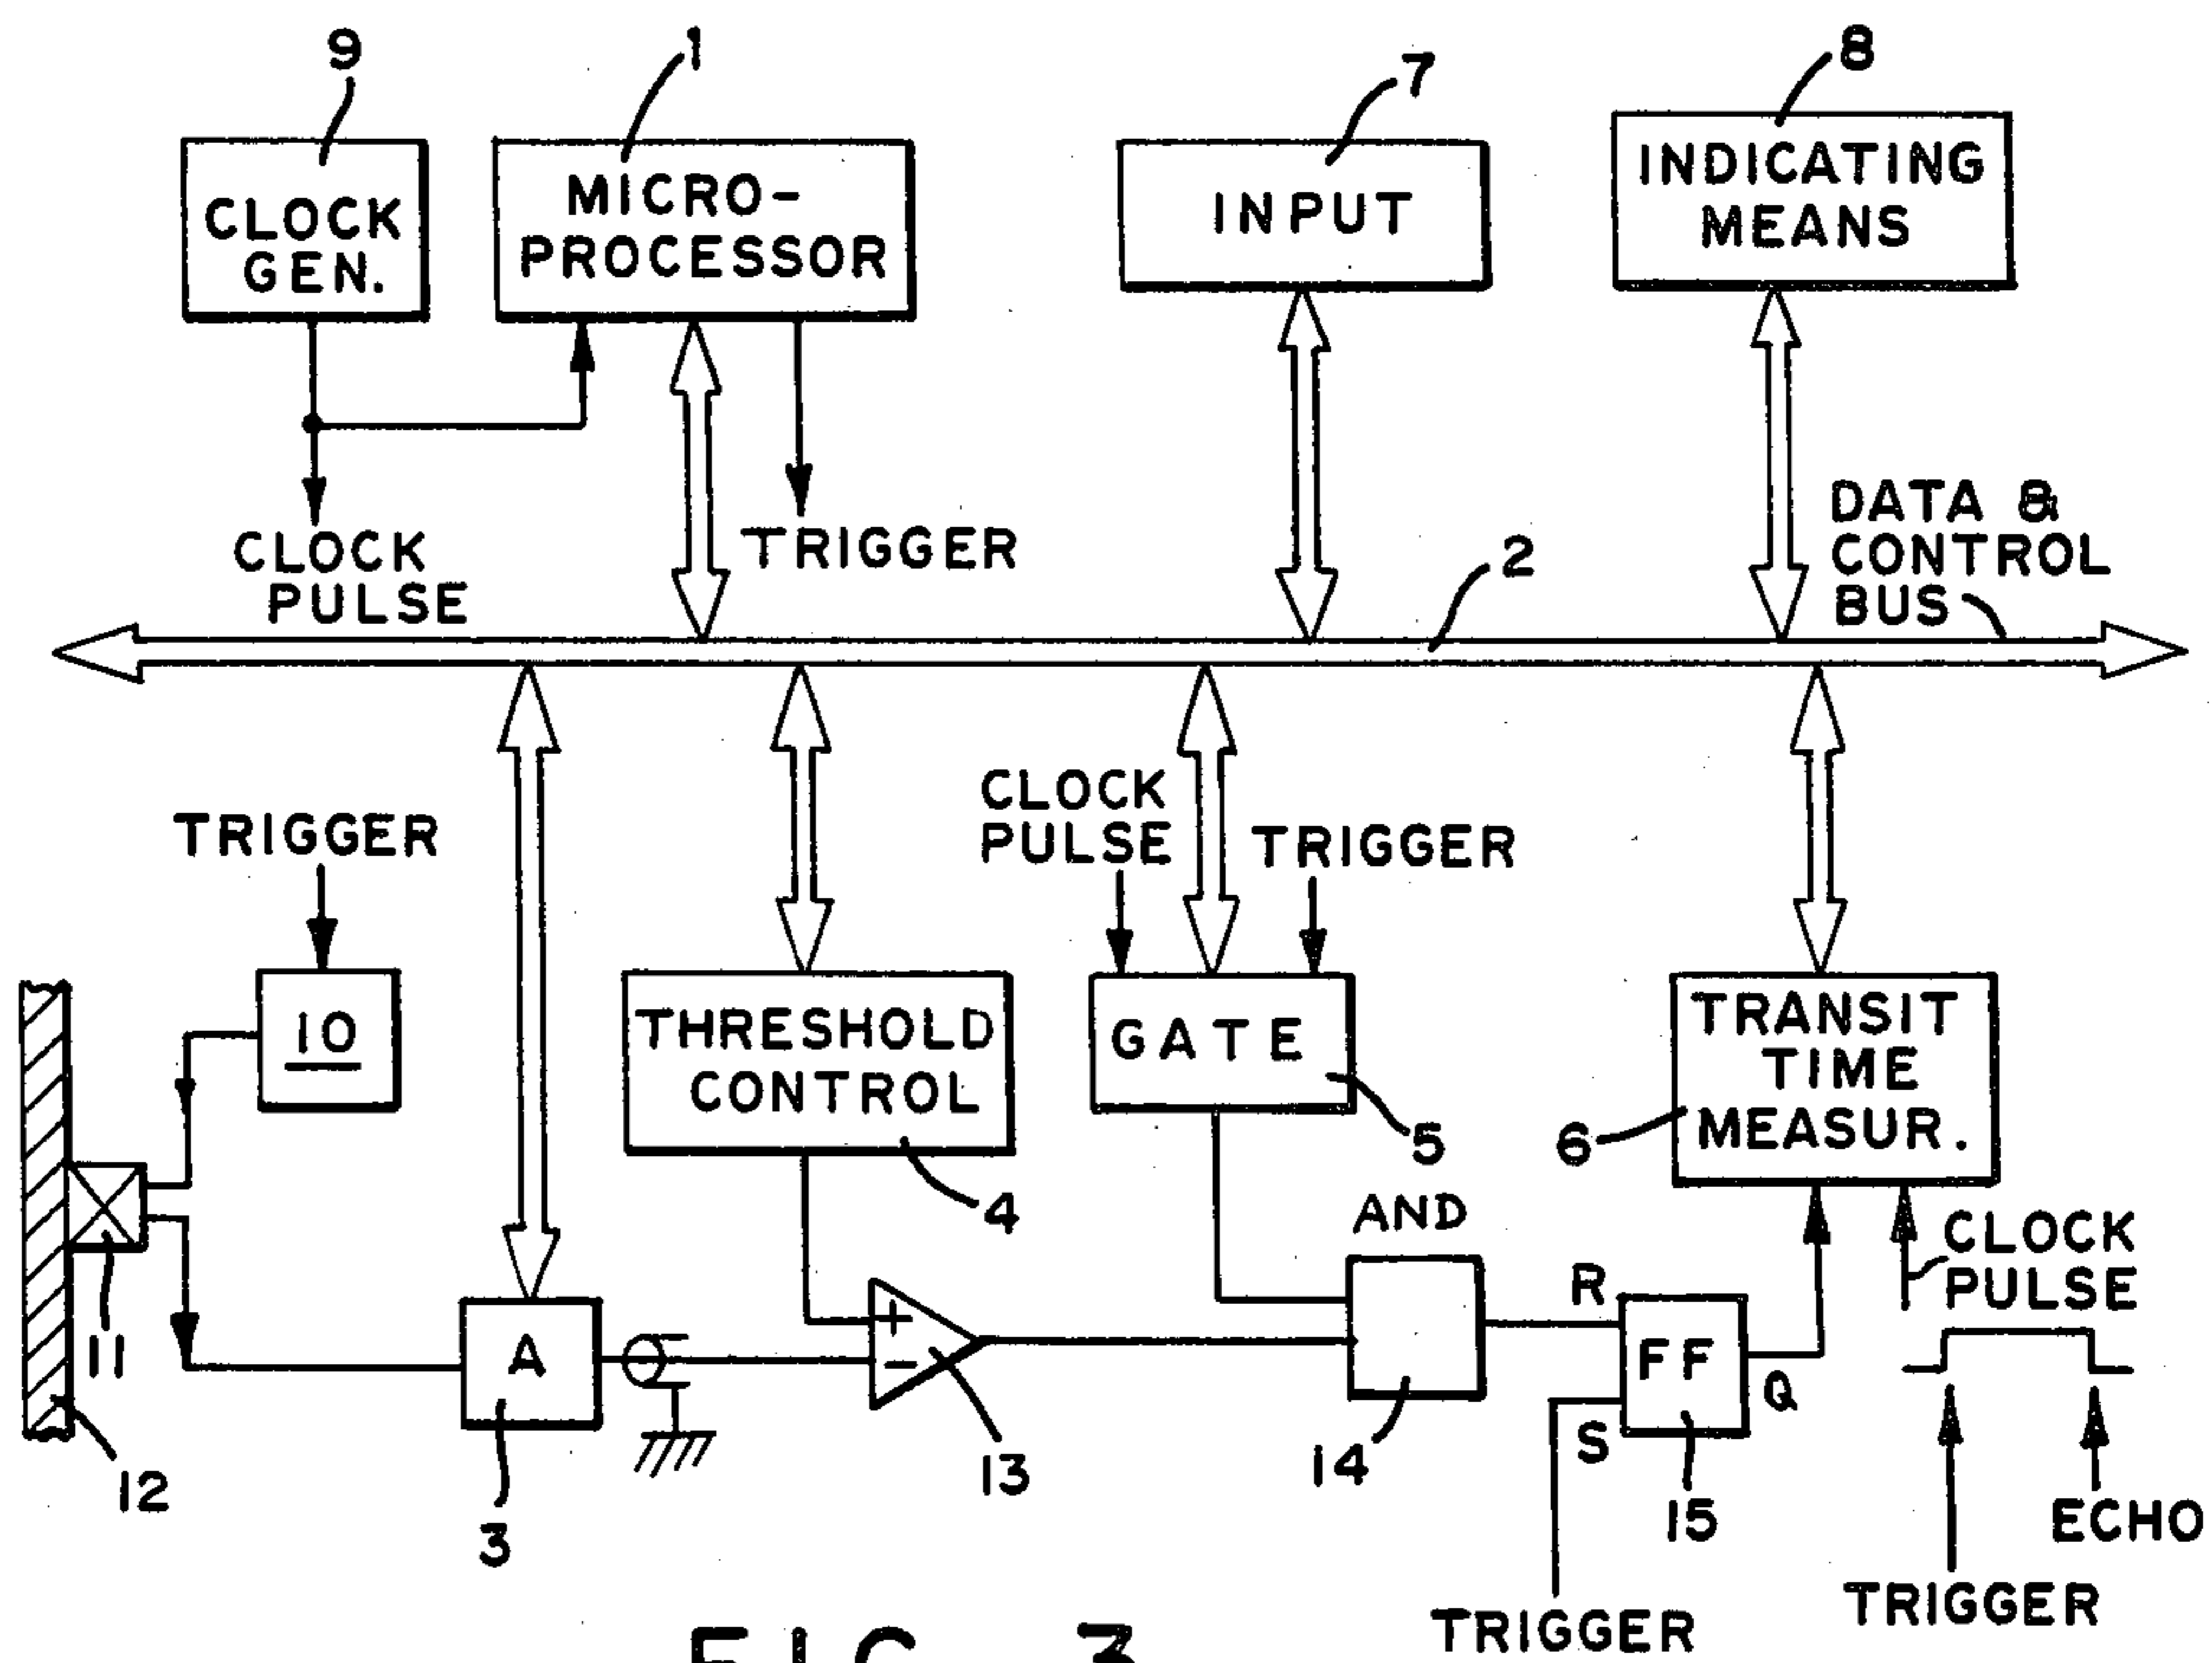 9
1
7
8
CLOCK
GEN.
MICRO-
PROCESSOR
INPUT
INDICATING
MEANS
CLOCK
PULSE
TRIGGER
2
DATA &
CONTROL
BUS
TRIGGER
CLOCK
PULSE
TRIGGER
10
THRESHOLD
CONTROL
GATE
TRANSIT
TIME
MEASUR.
5
6
4
AND
11
CLOCK
PULSE
A
+
-
R
FF
Q
S
12
3
13
14
15
ECHO
TRIGGER
TRIGGER
FIG. 3